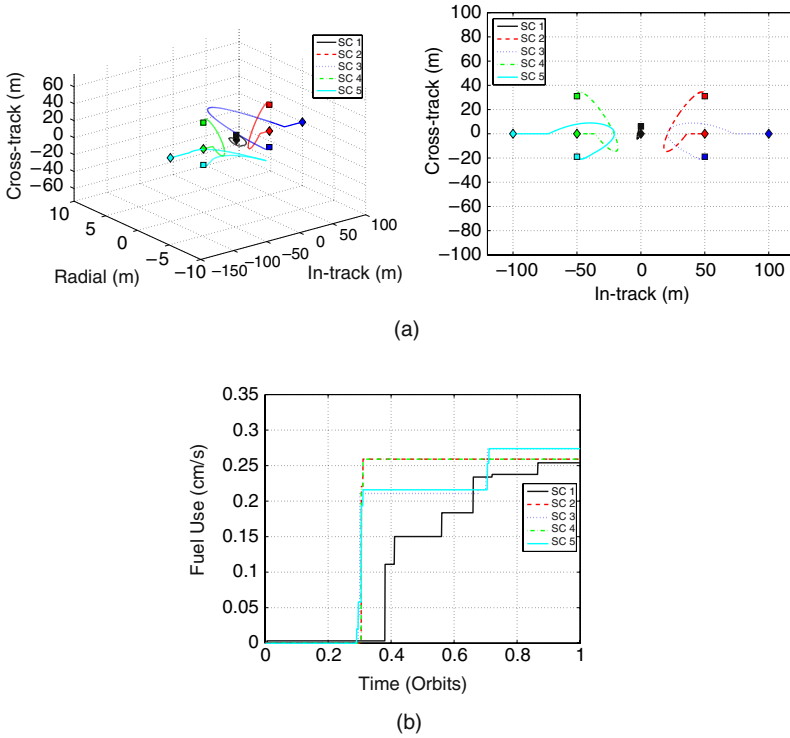 SC 1
SC 2
SC 3
SC 4
SC 5
60
40
20
0
−20
−40
−60
Cross-track (m)
10
5
0
−5
−10
Radial (m)
−150
−100
−50
0
50
100
In-track (m)
SC 1
SC 2
SC 3
SC 4
SC 5
100
80
60
40
20
0
−20
−40
−60
−80
−100
Cross-track (m)
−100
−50
0
50
100
In-track (m)
(a)
0.35
0.3
0.25
0.2
0.15
0.1
0.05
0
Fuel Use (cm/s)
SC 1
SC 2
SC 3
SC 4
SC 5
0
0.2
0.4
0.6
0.8
1
Time (Orbits)
(b)